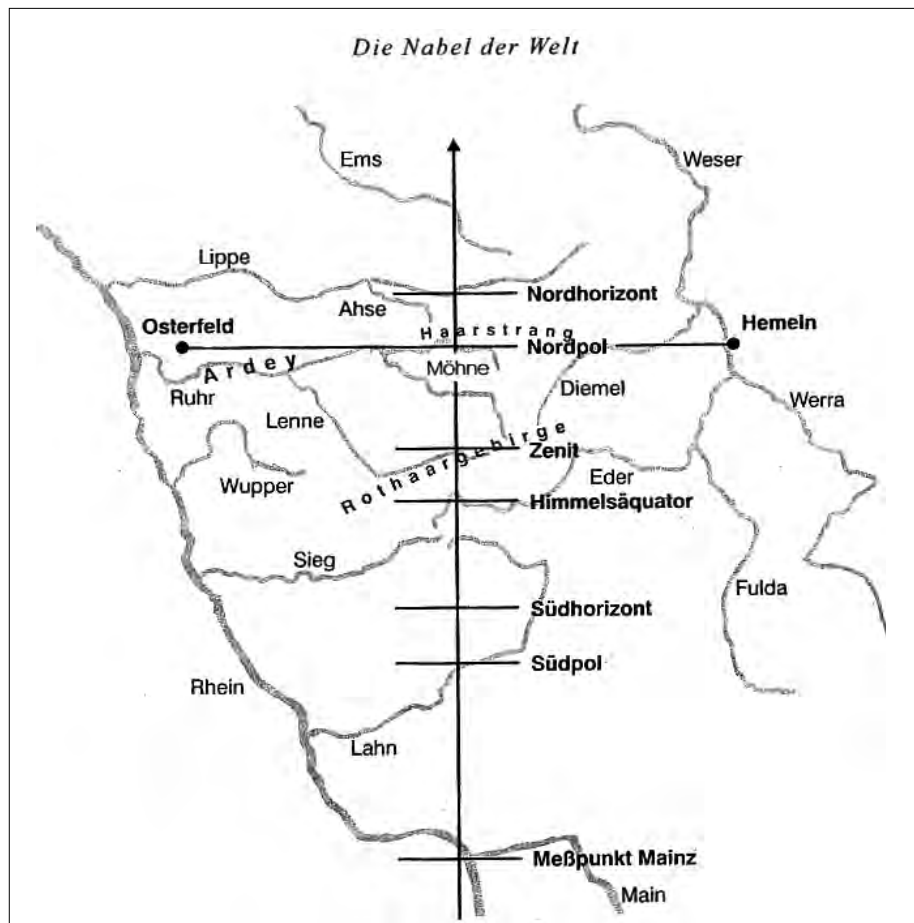 Die Nabel der Welt
Ems
Weser
Lippe
Nordhorizont
Ahse
Osterfeld
Haarstrang
Hemeln
Nordpol
Ardey
Möhne
Ruhr
Diemel
Werra
Lenne
Rothaargebirge
Zenit
Eder
Wupper
Himmelsäquator
Sieg
Fulda
Südhorizont
Südpol
Rhein
Lahn
Meßpunkt Mainz
Main